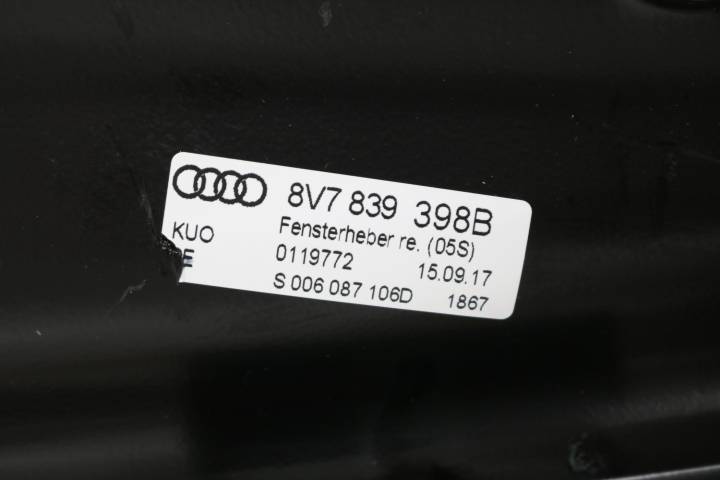 8V7 839 398B
Fensterheber re. (05S)
KUO
0119772 15.09.17
E
S 006 087 106D 1867